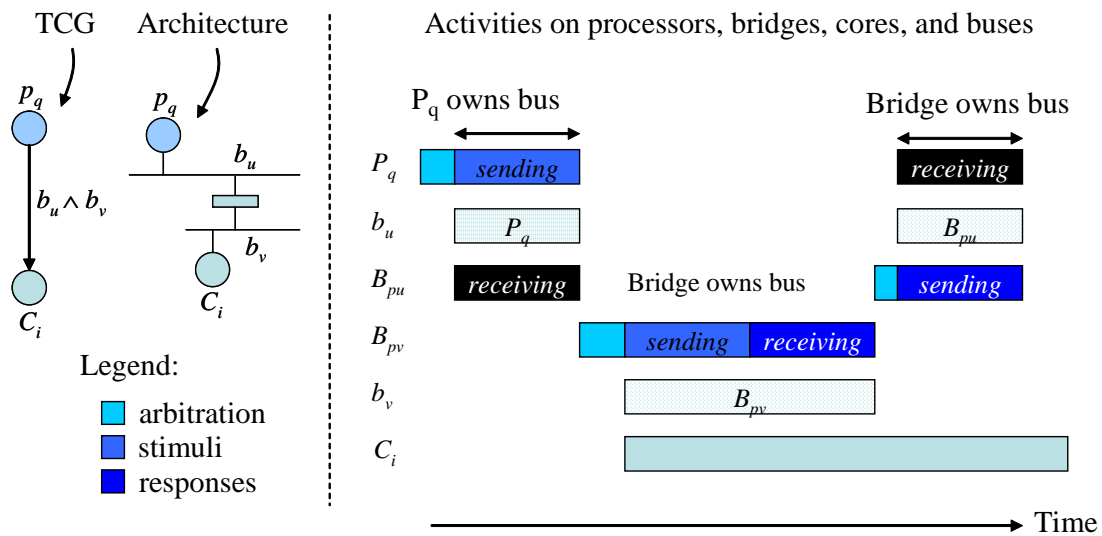 TCG
Architecture
p_q
p_q
b_u
b_u ∧ b_v
b_v
C_i
C_i
Legend:
arbitration
stimuli
responses
Activities on processors, bridges, cores, and buses
P_q owns bus
Bridge owns bus
P_q
sending
receiving
b_u
P_q
B_pu
B_pu
receiving
Bridge owns bus
sending
B_pv
sending
receiving
b_v
B_pv
C_i
Time